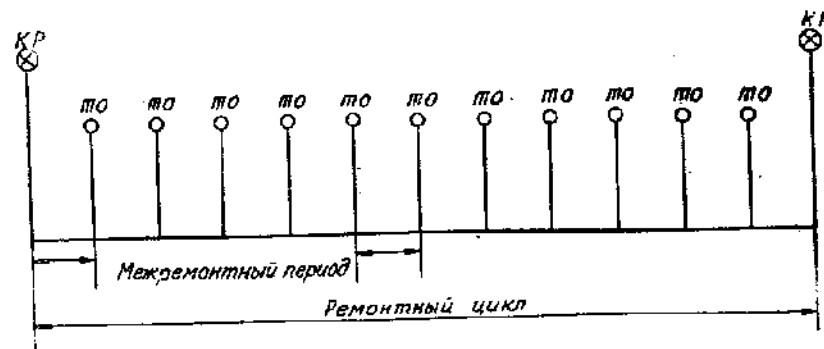 КР КР
то то то то то то то то то то то
Межремонтный период
Ремонтный цикл